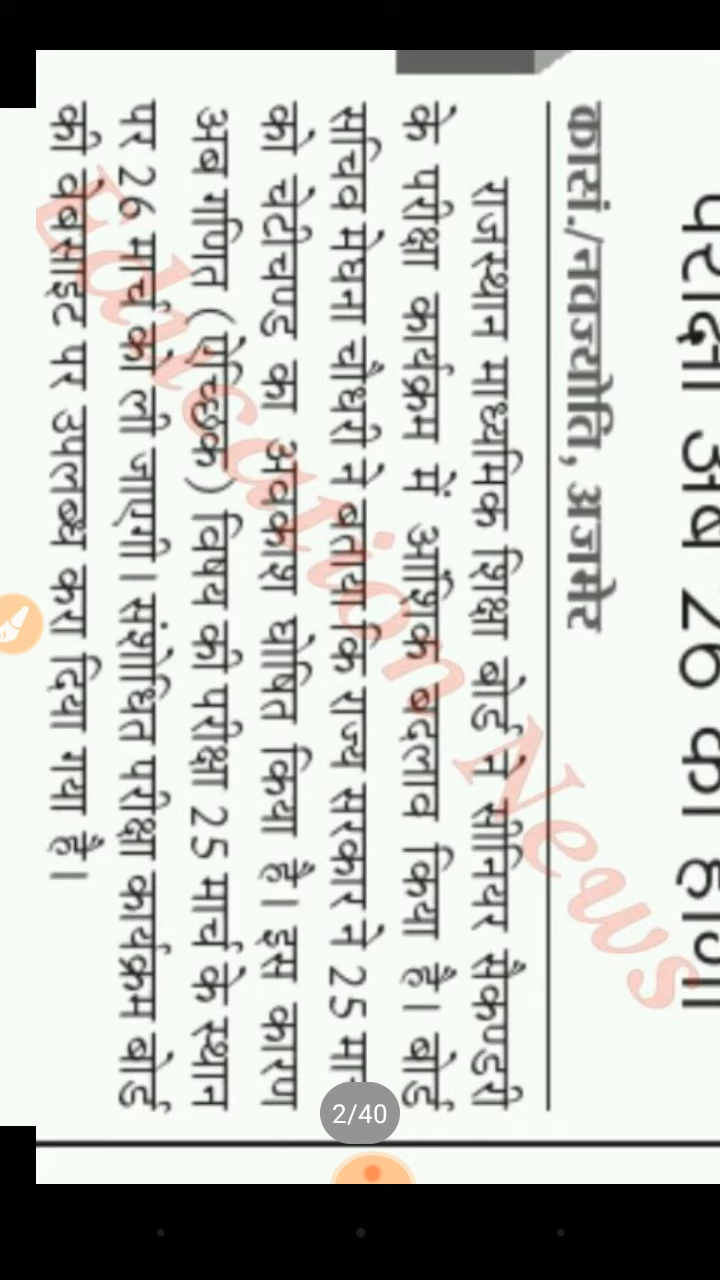 परीक्षा अब 26 को होगी
कासं./नवज्योति, अजमेर
राजस्थान माध्यमिक शिक्षा बोर्ड ने सीनियर सैकण्डरी
के परीक्षा कार्यक्रम में आंशिक बदलाव किया है। बोर्ड
सचिव मेघना चौधरी ने बताया कि राज्य सरकार ने 25
को चेटीचण्ड का अवकाश घोषित किया है। इस कारण
अब गणित (ऐच्छिक) विषय की परीक्षा 25 मार्च के स्थान
पर 26 मार्च को ली जाएगी। संशोधित परीक्षा कार्यक्रम बोर्ड
की वेबसाइट पर उपलब्ध करा दिया गया है।
Education News
2/40